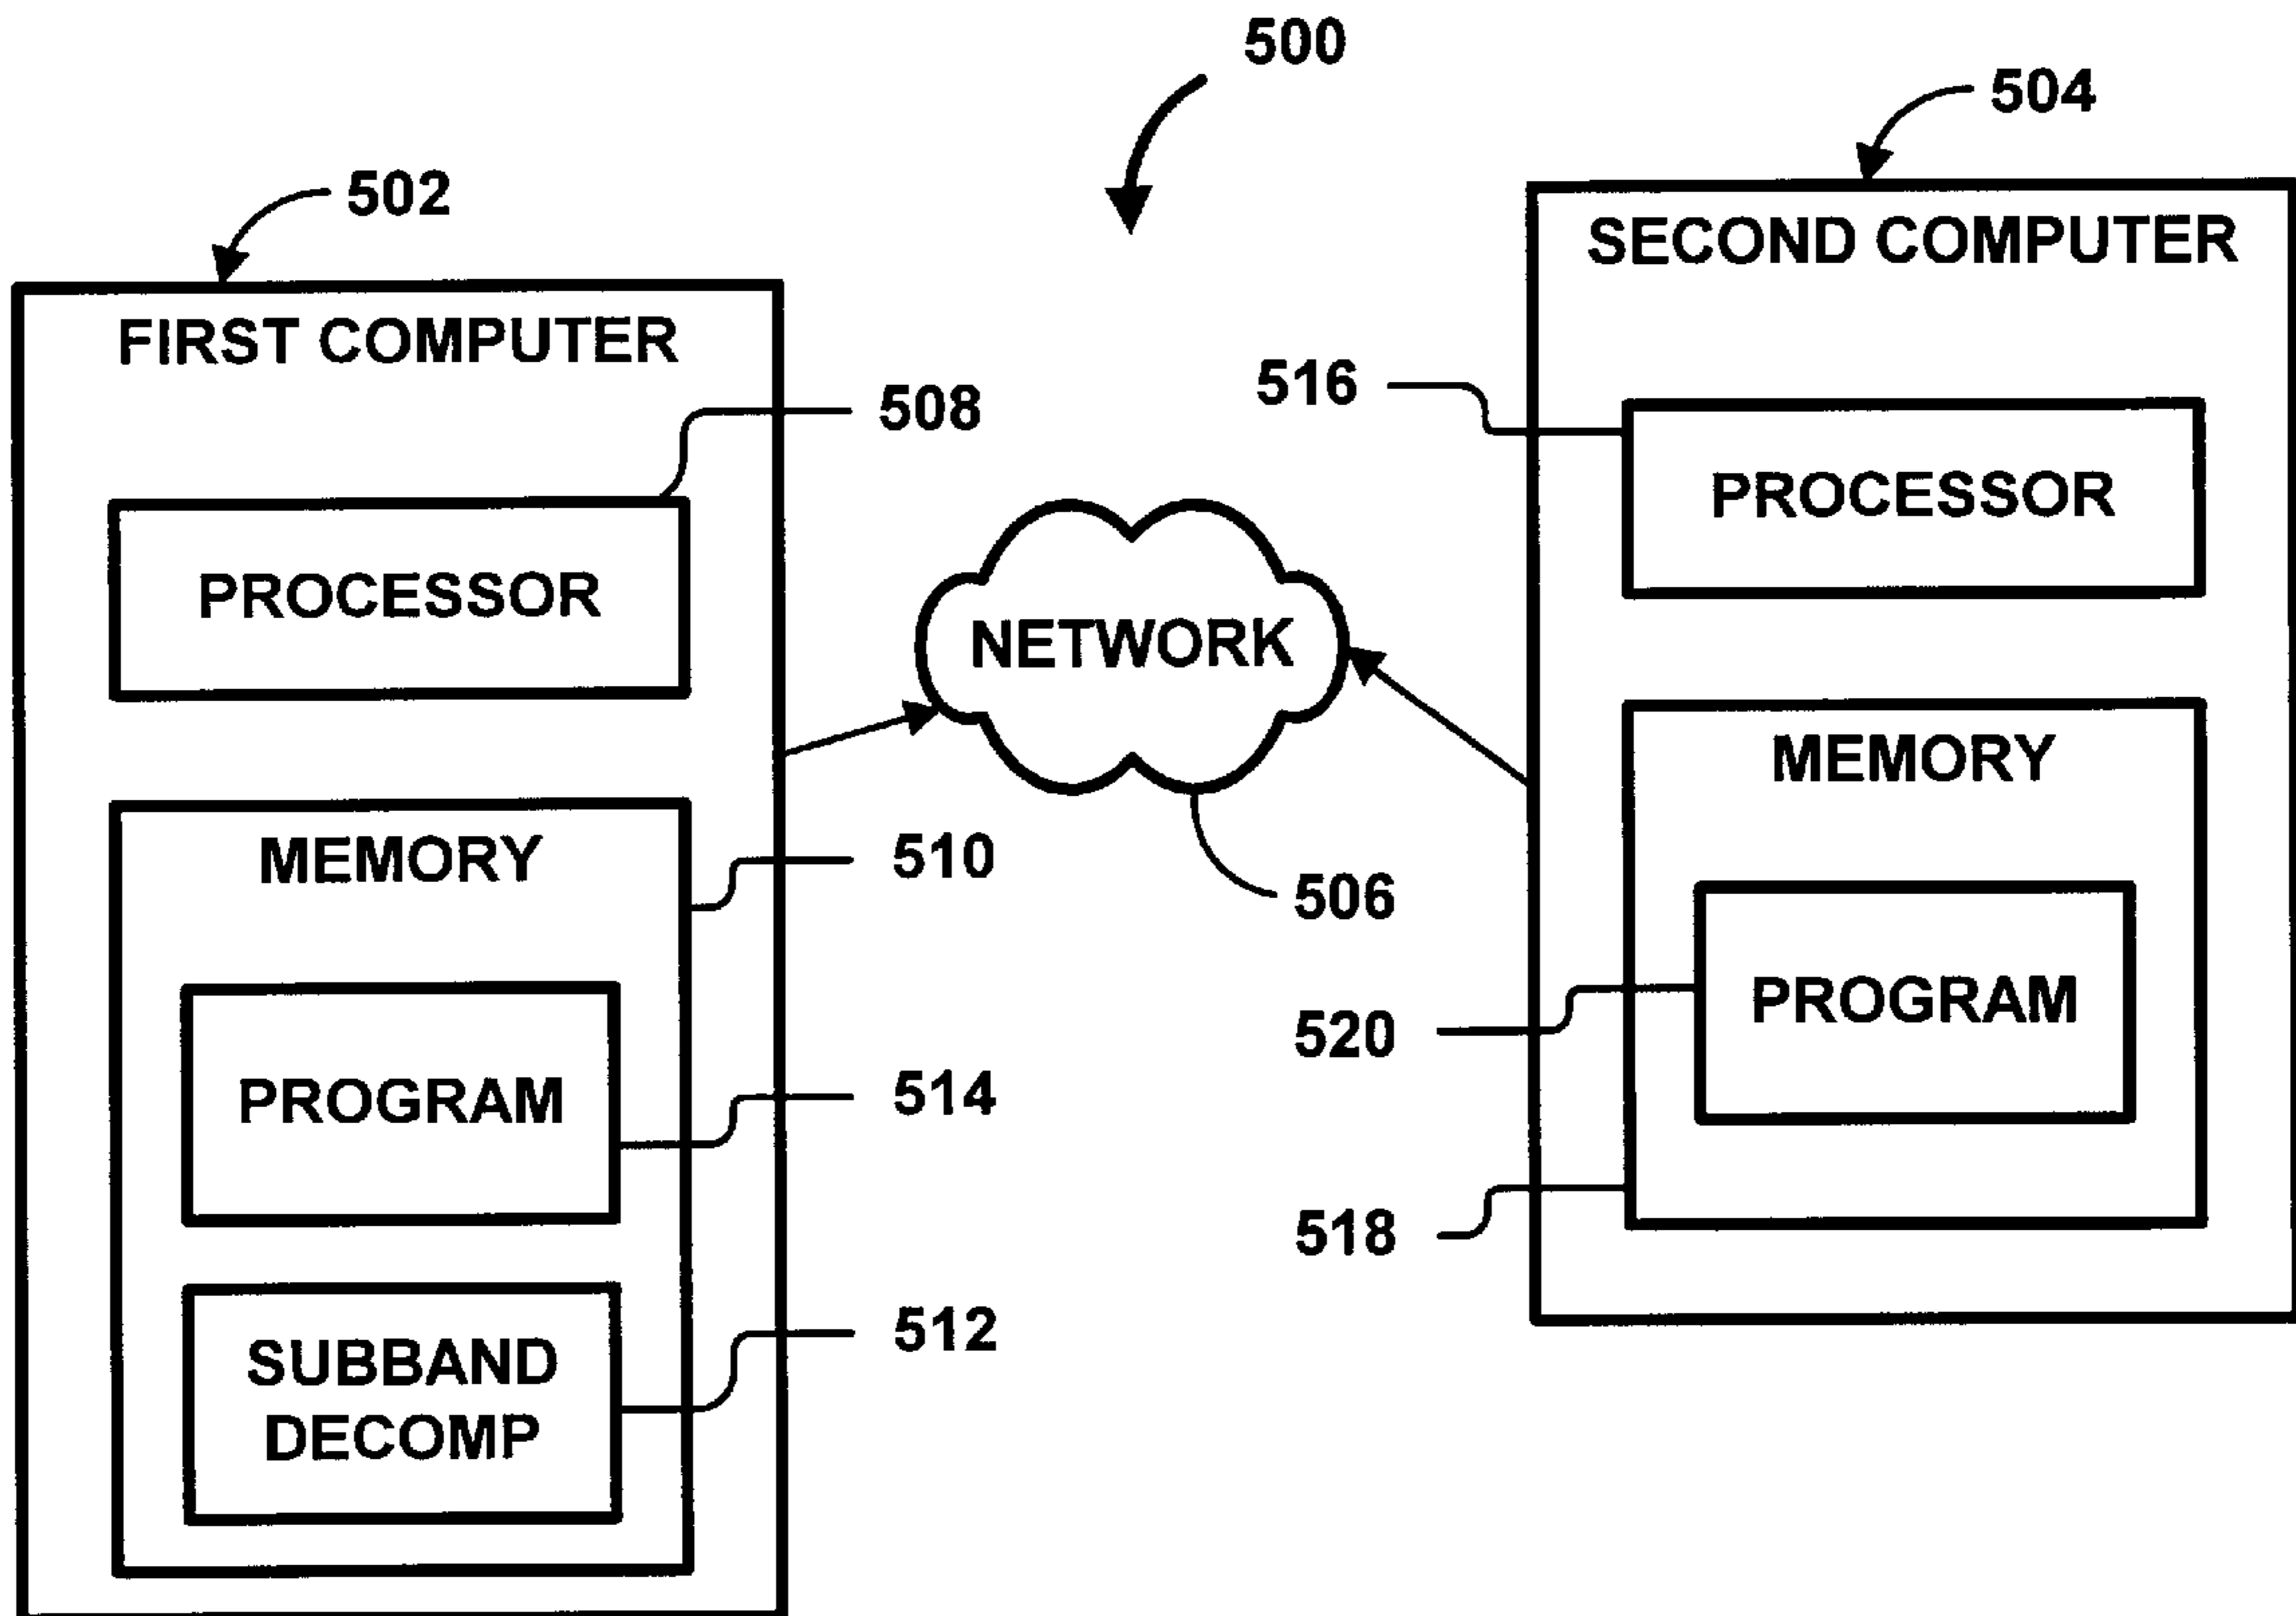 500
504
502
SECOND COMPUTER
FIRST COMPUTER
516
508
PROCESSOR
PROCESSOR
NETWORK
MEMORY
MEMORY
510
506
PROGRAM
520
PROGRAM
514
518
512
SUBBAND
DECOMP